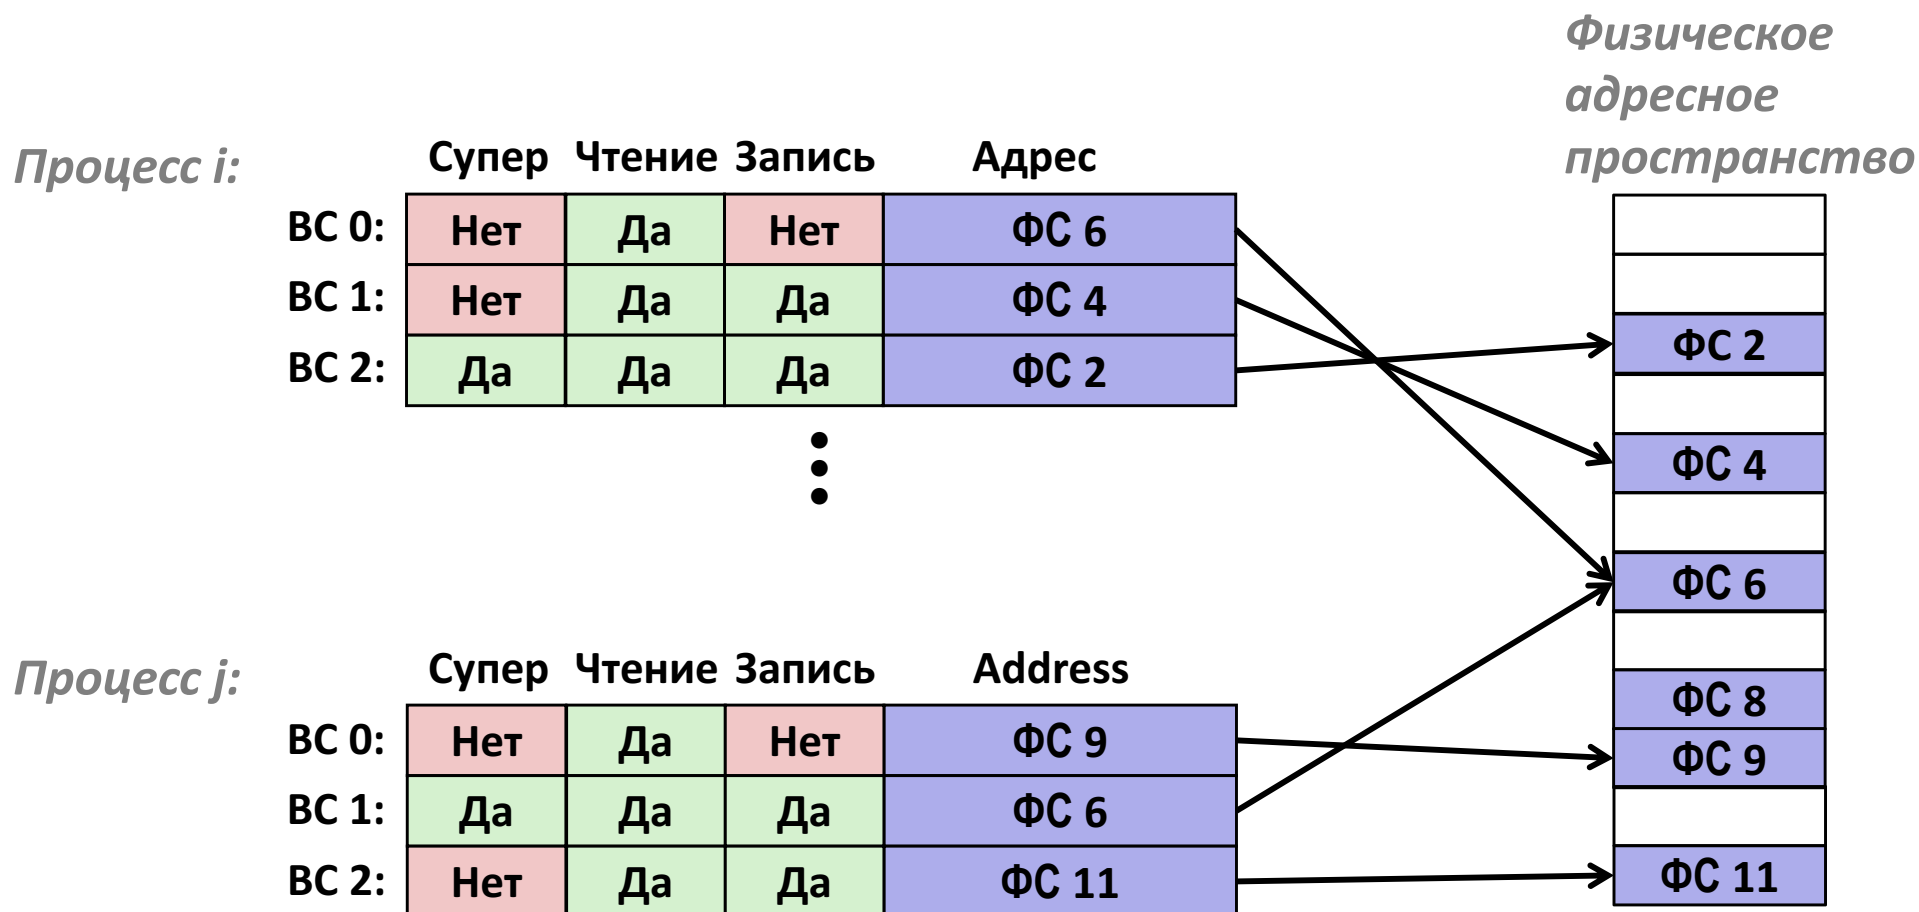 Физическое
адресное
пространство
Процесс i:
Супер Чтение Запись Адрес
ВС 0: Нет Да Нет ФС 6
ВС 1: Нет Да Да ФС 4
ВС 2: Да Да Да ФС 2
ФС 2
ФС 4
ФС 6
ФС 8
ФС 9
ФС 11
Процесс j:
Супер Чтение Запись Address
ВС 0: Нет Да Нет ФС 9
ВС 1: Да Да Да ФС 6
ВС 2: Нет Да Да ФС 11